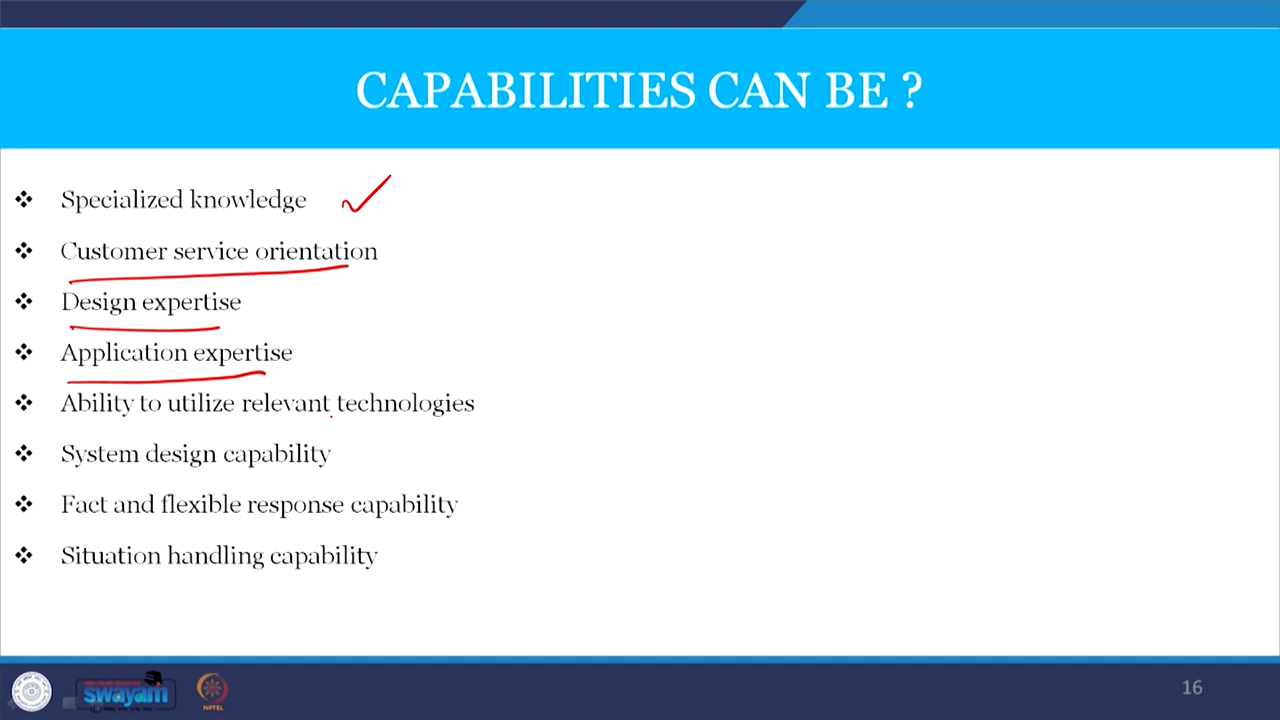 CAPABILITIES CAN BE ?
Specialized knowledge
Customer service orientation
Design expertise
Application expertise
Ability to utilize relevant technologies
System design capability
Fact and flexible response capability
Situation handling capability
swayam
NPTEL
16